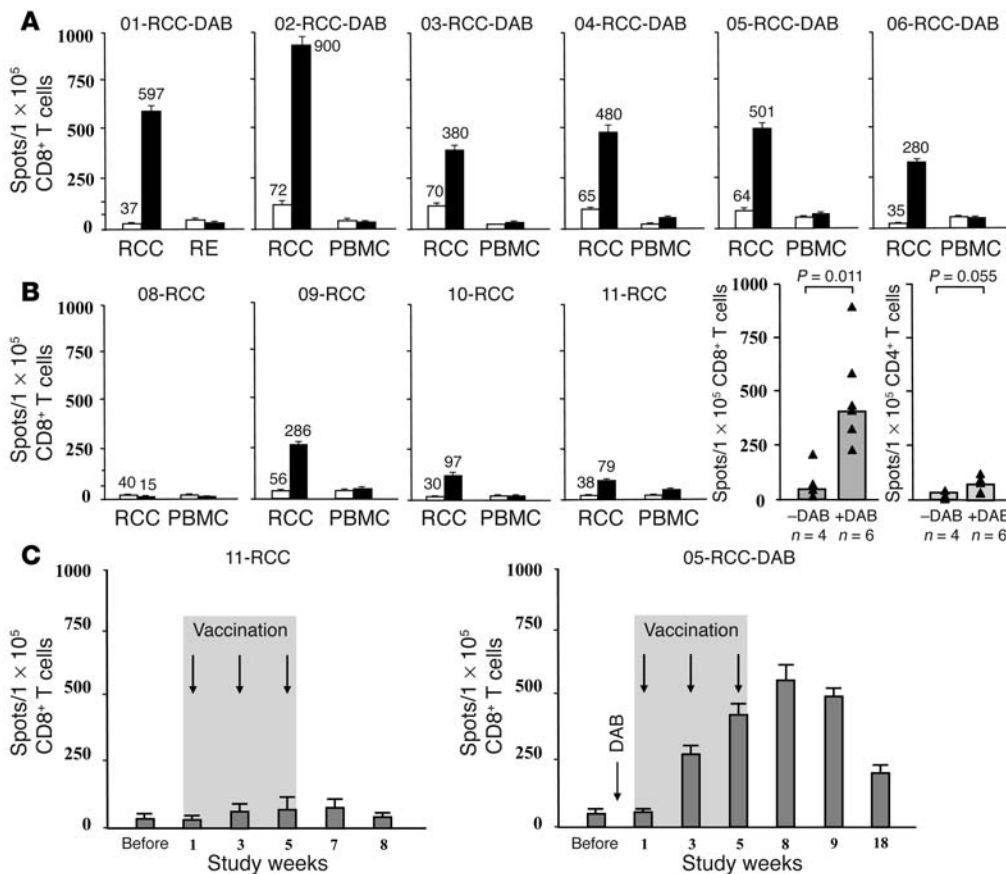 A
01-RCC-DAB 02-RCC-DAB 03-RCC-DAB 04-RCC-DAB 05-RCC-DAB 06-RCC-DAB
Spots/1 × 10⁵
CD8⁺ T cells
1000
750
500
250
0
37 597
72 900
70 380
65 480
64 501
35 280
RCC RE RCC PBMC RCC PBMC RCC PBMC RCC PBMC RCC PBMC
B
08-RCC 09-RCC 10-RCC 11-RCC
Spots/1 × 10⁵
CD8⁺ T cells
1000
750
500
250
0
40 15
56 286
30 97
38 79
RCC PBMC RCC PBMC RCC PBMC RCC PBMC
P = 0.011
Spots/1 × 10⁵ CD8⁺ T cells
1000
750
500
250
0
–DAB +DAB
n = 4 n = 6
P = 0.055
Spots/1 × 10⁵ CD4⁺ T cells
–DAB +DAB
n = 4 n = 6
C
11-RCC
Spots/1 × 10⁵
CD8⁺ T cells
1000
750
500
250
0
Vaccination
Before 1 3 5 7 8
Study weeks
05-RCC-DAB
Spots/1 × 10⁵
CD8⁺ T cells
1000
750
500
250
0
DAB
Vaccination
Before 1 3 5 8 9 18
Study weeks